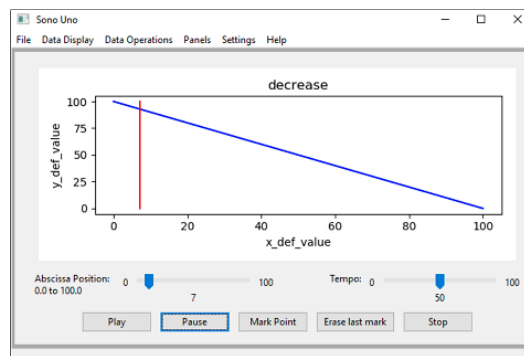 Sono Uno
File Data Display Data Operations Panels Settings Help
decrease
100
75
50
25
0
y_def_value
0 20 40 60 80 100
x_def_value
Abscissa Position: 0 100 Tempo: 0 100
0.0 to 100.0
7 50
Play Pause Mark Point Erase last mark Stop